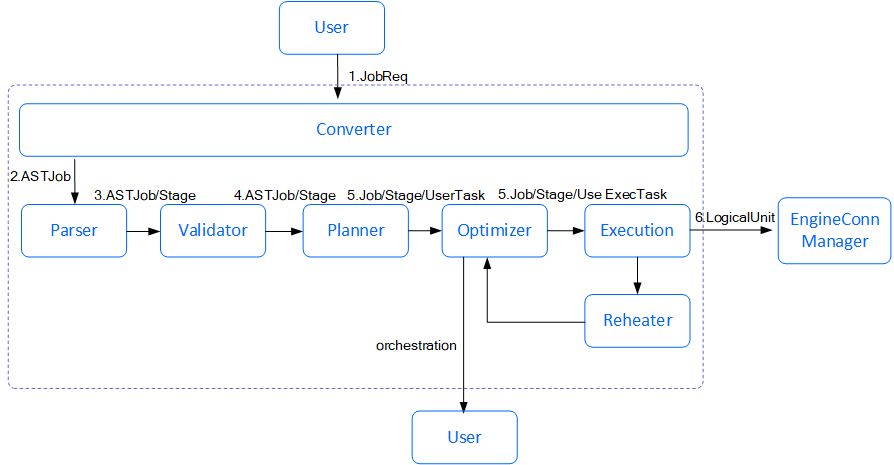 User
1.JobReq
Converter
2.ASTJob
3.ASTJob/Stage
4.ASTJob/Stage
5.Job/Stage/UserTask
5.Job/Stage/Use ExecTask
6.LogicalUnit
Parser
Validator
Planner
Optimizer
Execution
EngineConn
Manager
Reheater
orchestration
User